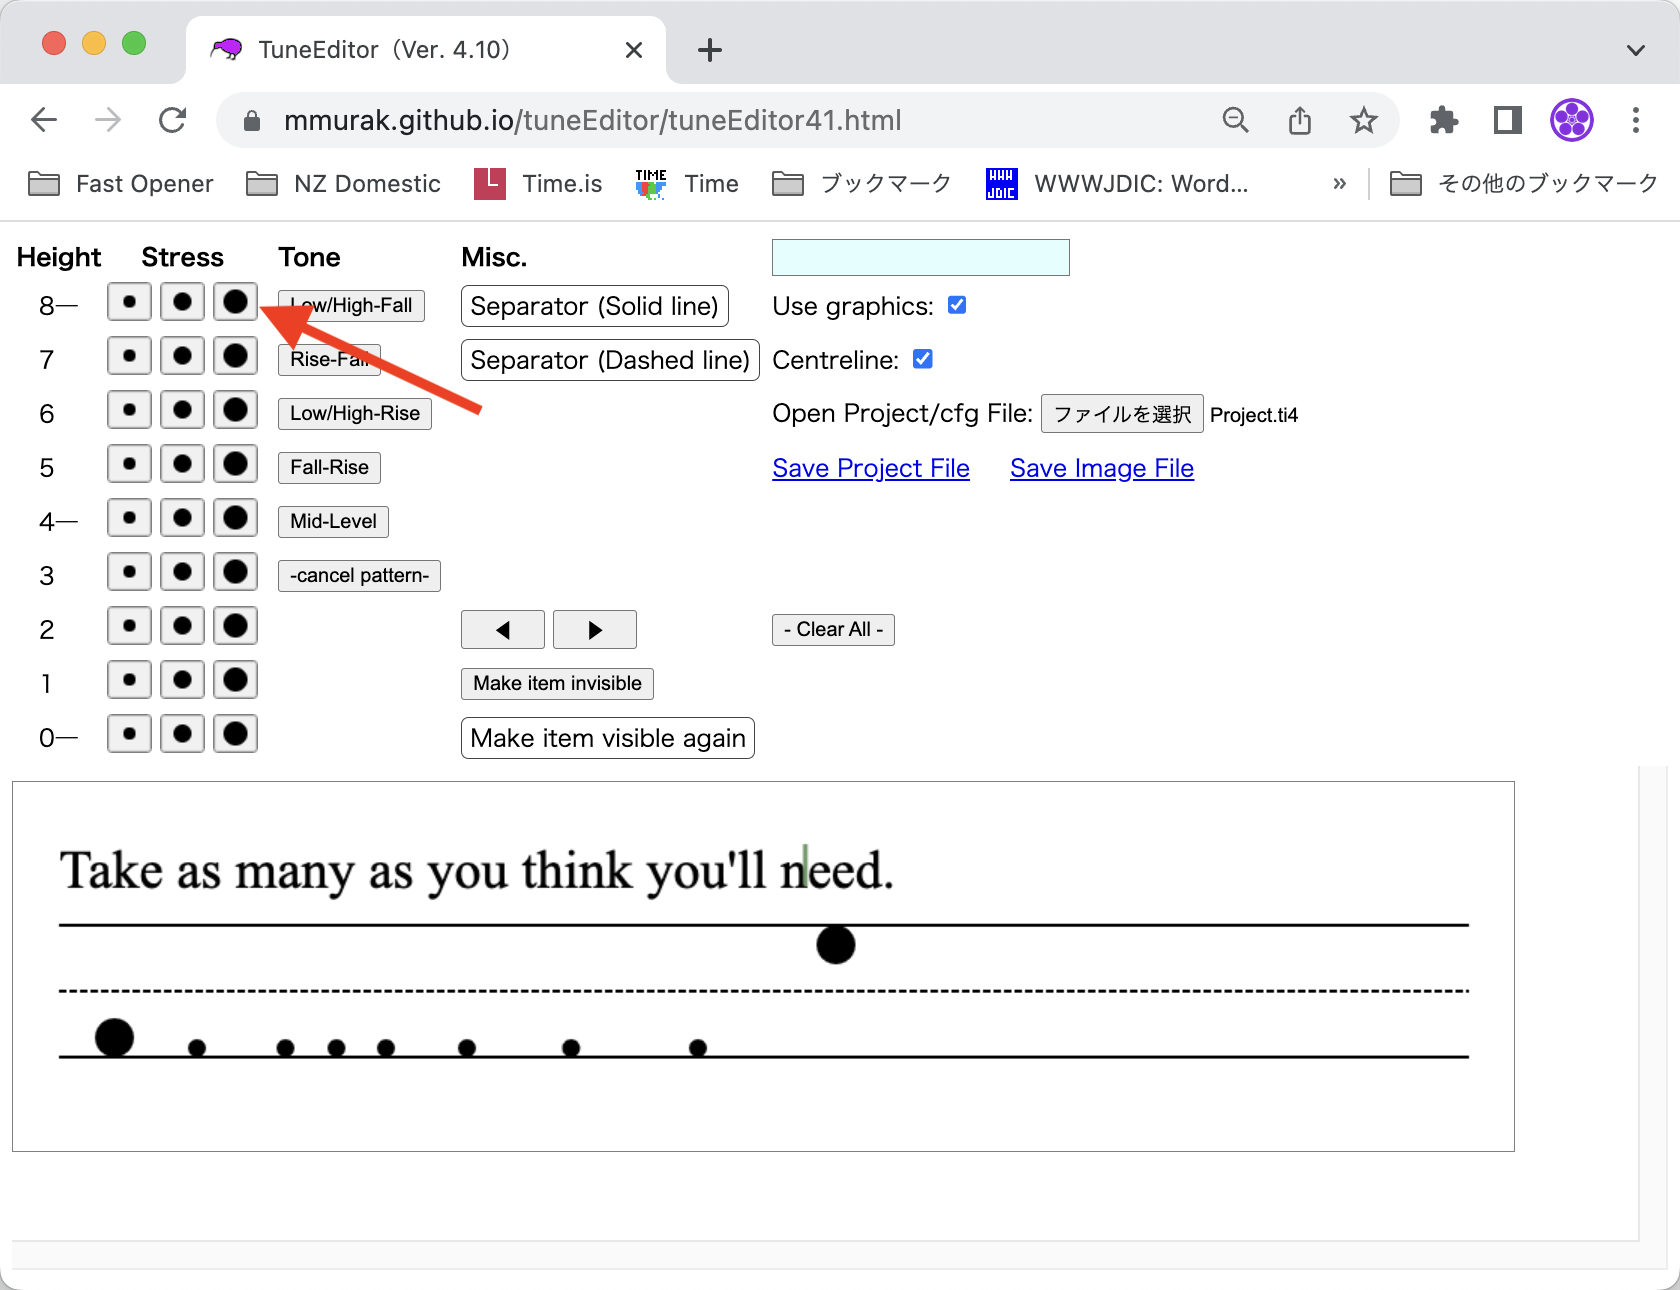 TuneEditor（Ver. 4.10）
mmurak.github.io/tuneEditor/tuneEditor41.html
Fast Opener NZ Domestic Time.is TIME Time ブックマーク WWW JDIC WWWJDIC: Word... » その他のブックマーク
Height Stress Tone Misc.
8— Low/High-Fall Separator (Solid line) Use graphics:
7 Rise-Fall Separator (Dashed line) Centreline:
6 Low/High-Rise Open Project/cfg File: ファイルを選択 Project.ti4
5 Fall-Rise Save Project File Save Image File
4— Mid-Level
3 -cancel pattern-
2 - Clear All -
1 Make item invisible
0— Make item visible again
Take as many as you think you'll need.